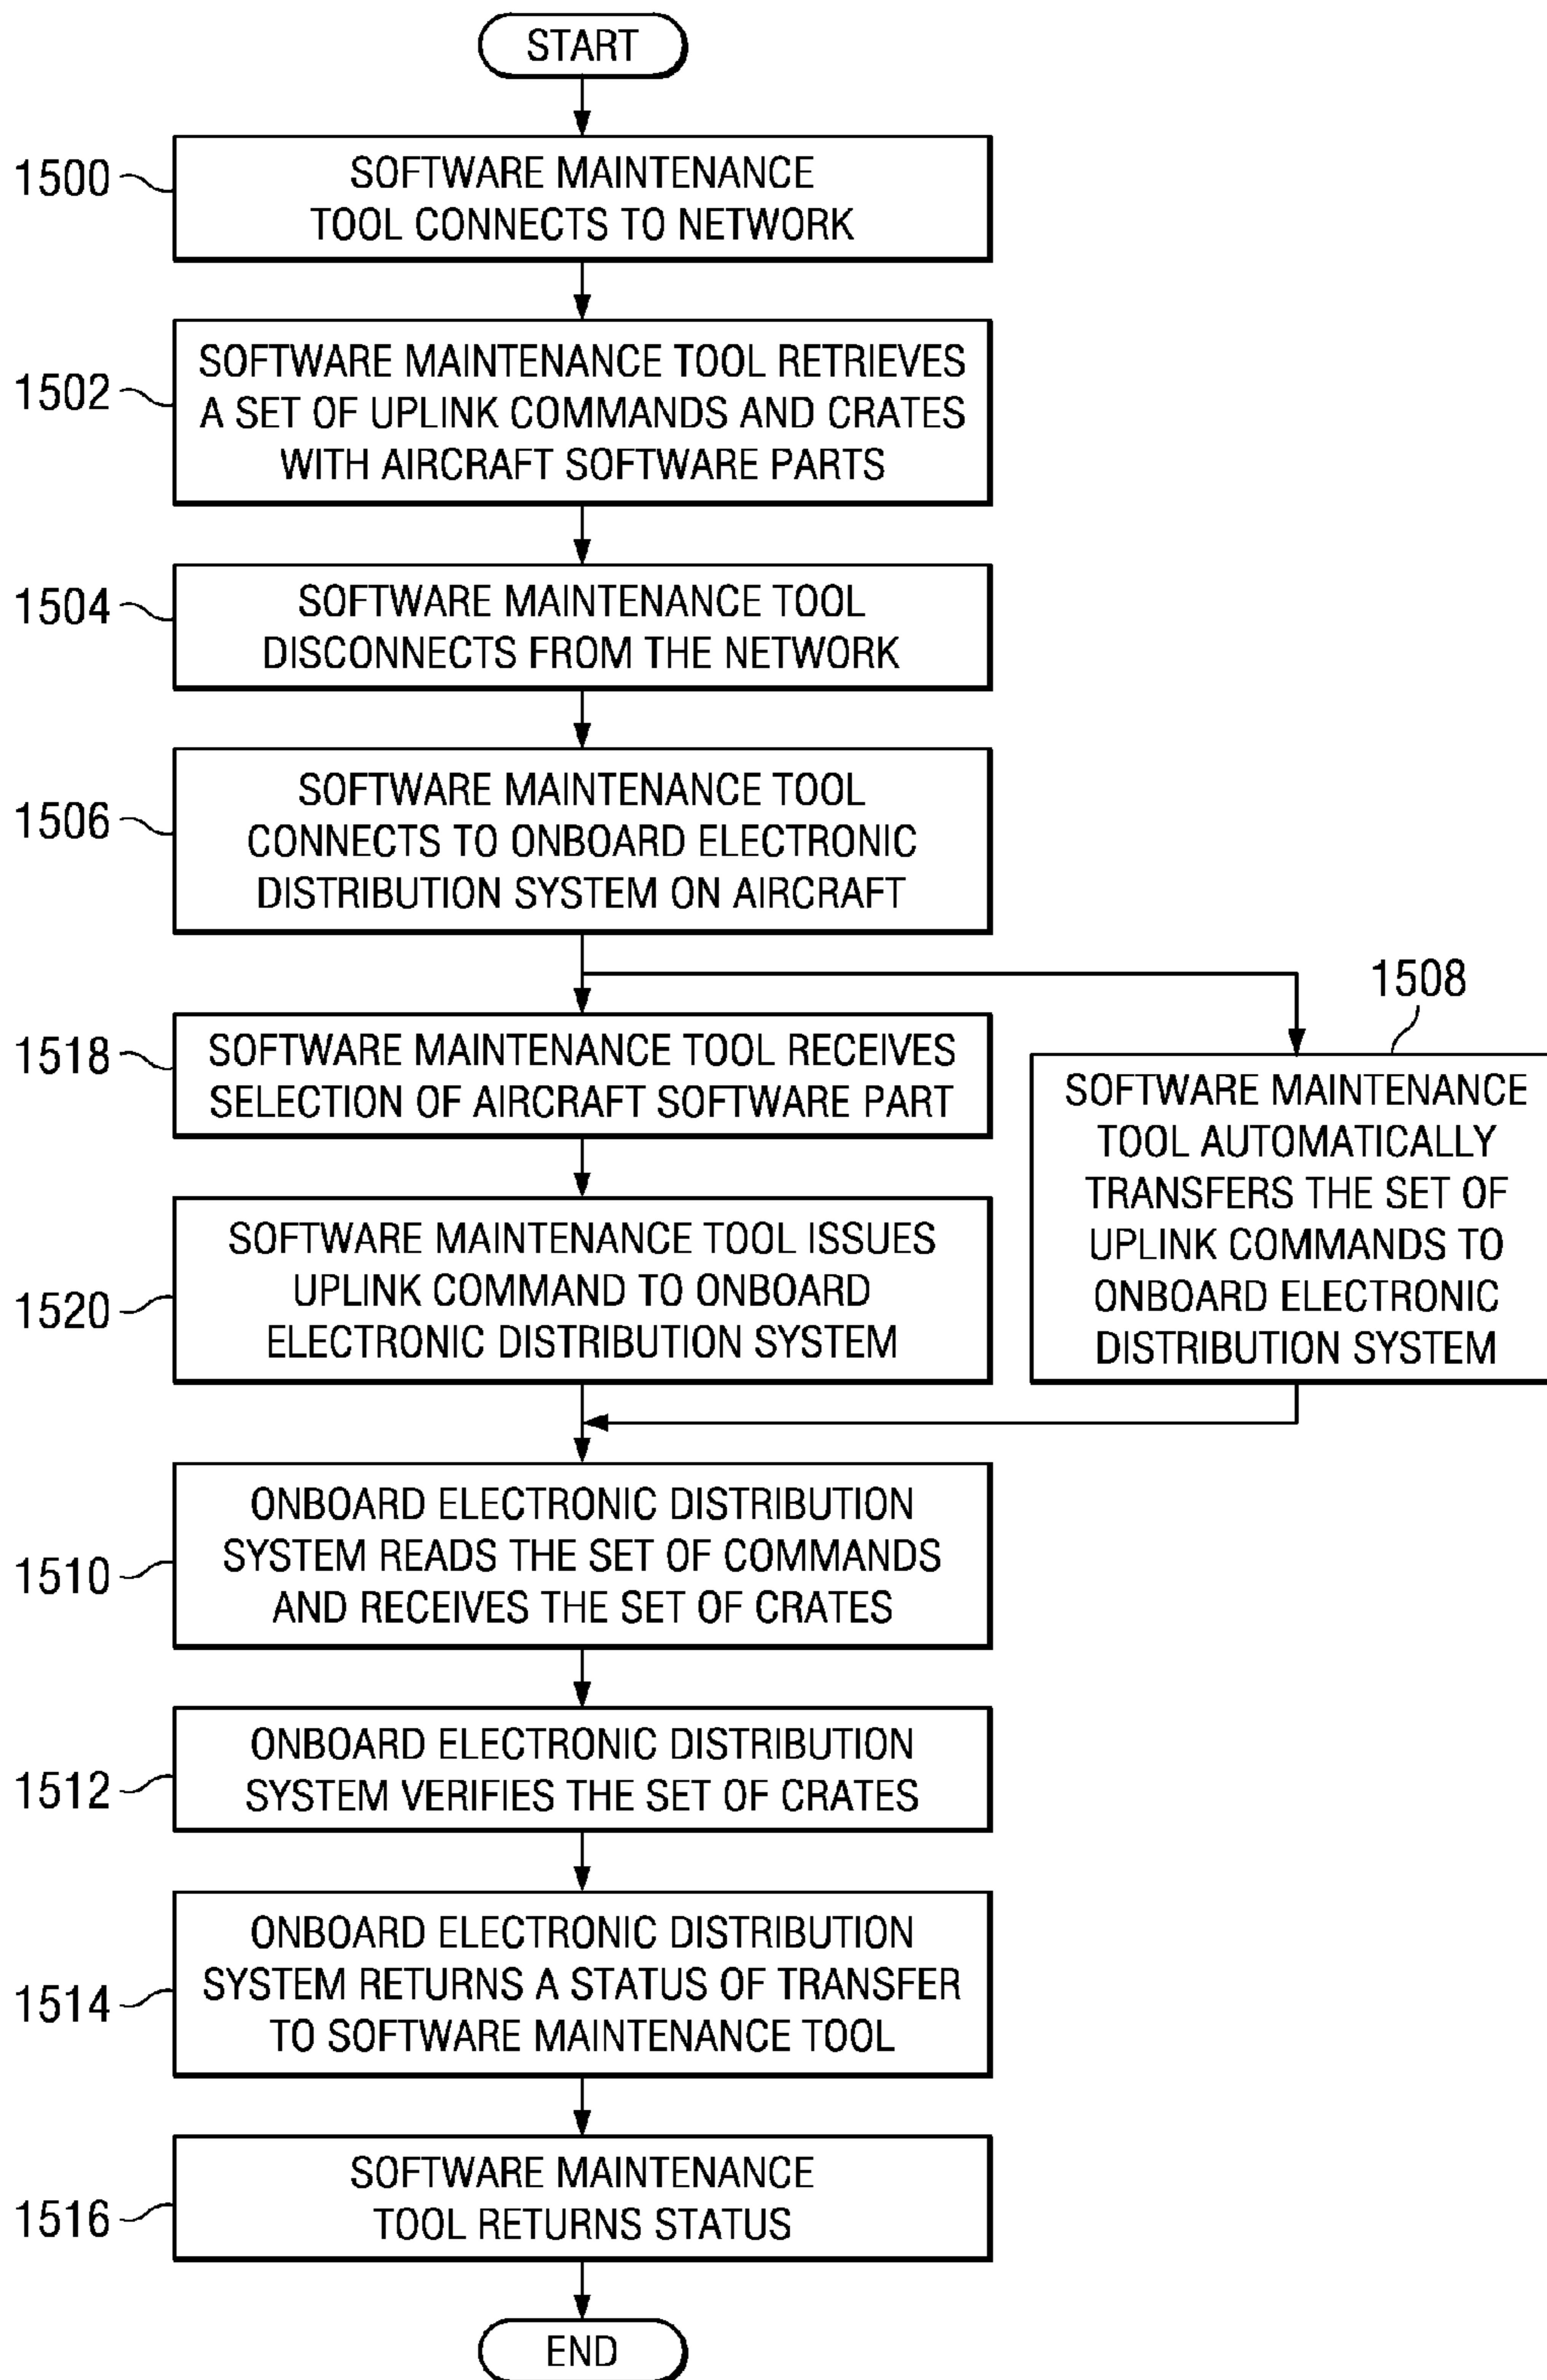 START
1500
SOFTWARE MAINTENANCE
TOOL CONNECTS TO NETWORK
1502
SOFTWARE MAINTENANCE TOOL RETRIEVES
A SET OF UPLINK COMMANDS AND CRATES
WITH AIRCRAFT SOFTWARE PARTS
1504
SOFTWARE MAINTENANCE TOOL
DISCONNECTS FROM THE NETWORK
1506
SOFTWARE MAINTENANCE TOOL
CONNECTS TO ONBOARD ELECTRONIC
DISTRIBUTION SYSTEM ON AIRCRAFT
1518
SOFTWARE MAINTENANCE TOOL RECEIVES
SELECTION OF AIRCRAFT SOFTWARE PART
1508
SOFTWARE MAINTENANCE
TOOL AUTOMATICALLY
TRANSFERS THE SET OF
UPLINK COMMANDS TO
ONBOARD ELECTRONIC
DISTRIBUTION SYSTEM
1520
SOFTWARE MAINTENANCE TOOL ISSUES
UPLINK COMMAND TO ONBOARD
ELECTRONIC DISTRIBUTION SYSTEM
1510
ONBOARD ELECTRONIC DISTRIBUTION
SYSTEM READS THE SET OF COMMANDS
AND RECEIVES THE SET OF CRATES
1512
ONBOARD ELECTRONIC DISTRIBUTION
SYSTEM VERIFIES THE SET OF CRATES
1514
ONBOARD ELECTRONIC DISTRIBUTION
SYSTEM RETURNS A STATUS OF TRANSFER
TO SOFTWARE MAINTENANCE TOOL
1516
SOFTWARE MAINTENANCE
TOOL RETURNS STATUS
END